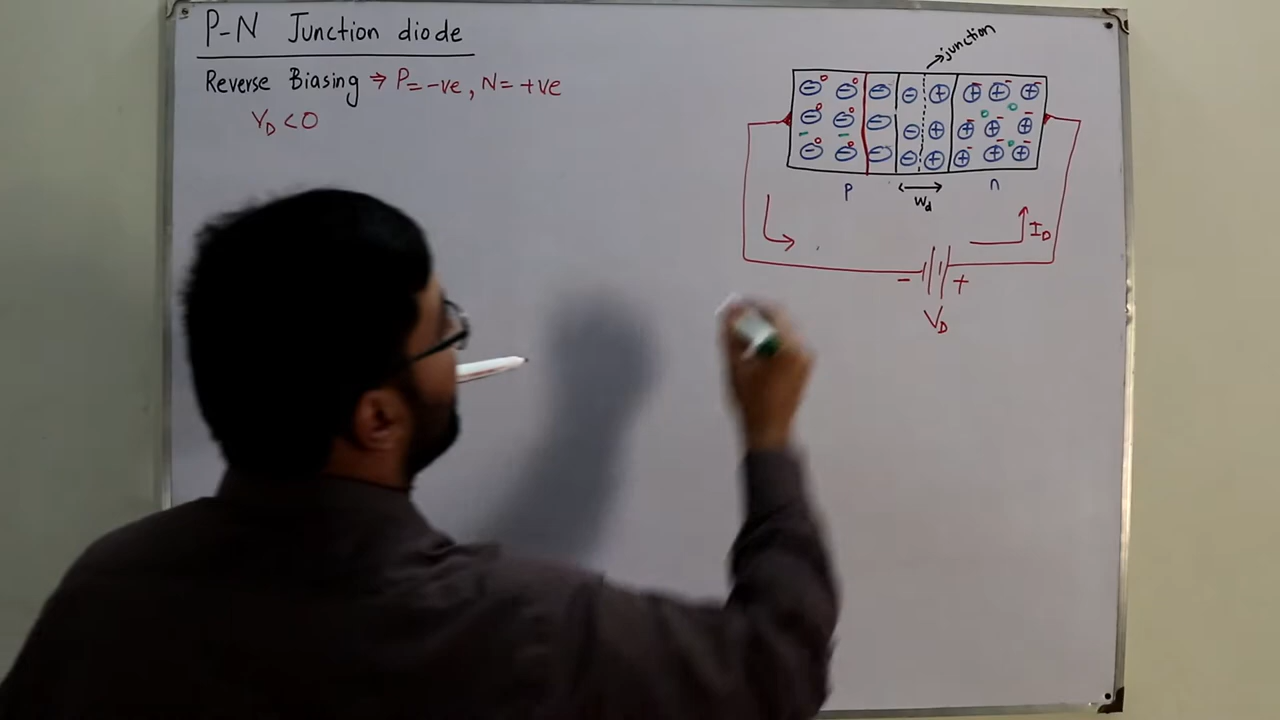 P-N Junction diode
Reverse Biasing → P=-ve, N=+ve
V_D < 0
junction
p
W_d
n
I_D
- +
V_D